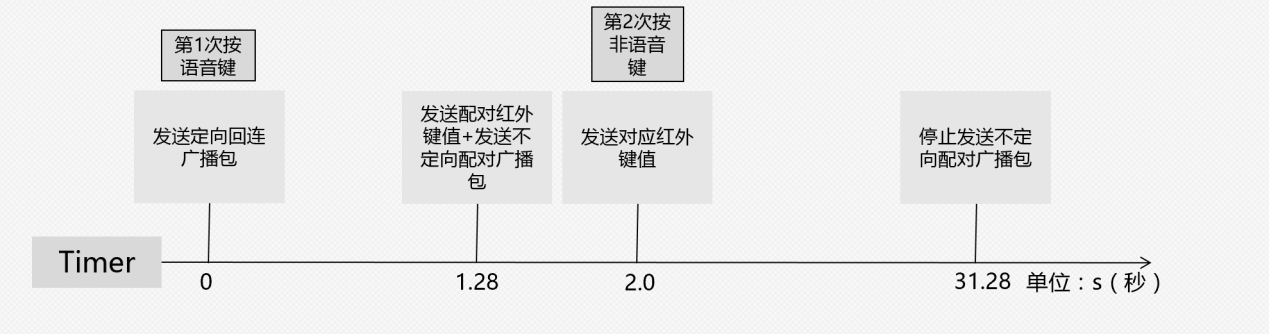 第1次按
语音键
第2次按
非语音
键
发送定向回连
广播包
发送配对红外
键值+发送不
定向配对广播
包
发送对应红外
键值
停止发送不定
向配对广播包
Timer
0
1.28
2.0
31.28
单位：s（秒）